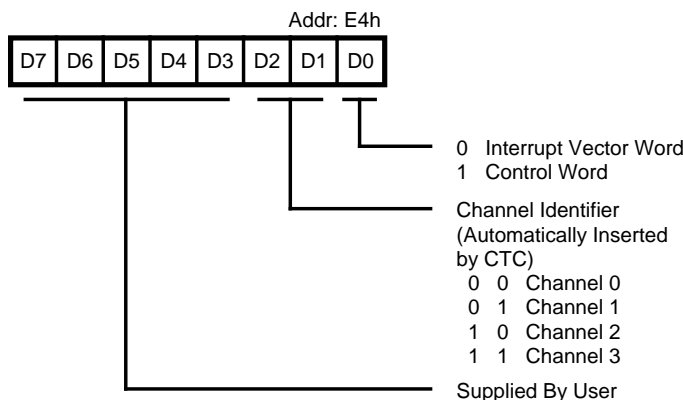 Addr: E4h
D7 D6 D5 D4 D3 D2 D1 D0
0 Interrupt Vector Word
1 Control Word
Channel Identifier
(Automatically Inserted
by CTC)
0 0 Channel 0
0 1 Channel 1
1 0 Channel 2
1 1 Channel 3
Supplied By User